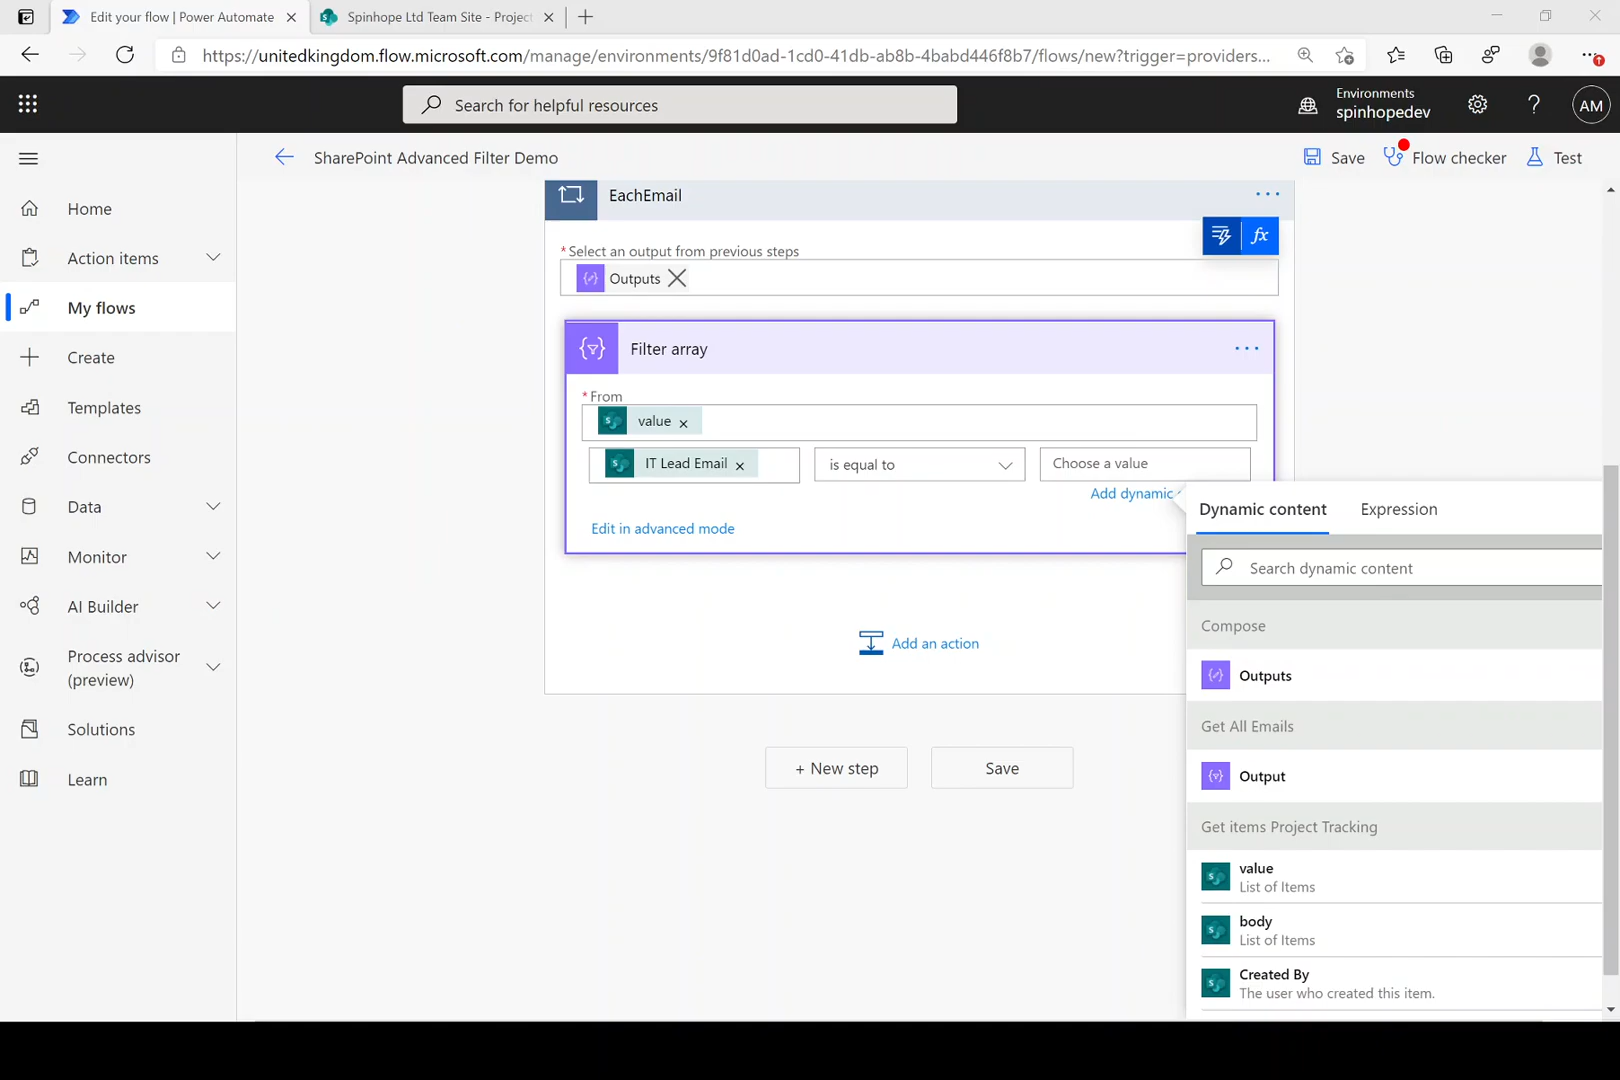 Edit your flow | Power Automate
Spinhope Ltd Team Site - Project
https://unitedkingdom.flow.microsoft.com/manage/environments/9f81d0ad-1cd0-41db-ab8b-4babd446f8b7/flows/new?trigger=providers...
Search for helpful resources
Environments
spinhopedev
AM
SharePoint Advanced Filter Demo
Save
Flow checker
Test
Home
Action items
My flows
Create
Templates
Connectors
Data
Monitor
AI Builder
Process advisor
(preview)
Solutions
Learn
EachEmail
fx
* Select an output from previous steps
Outputs
Filter array
* From
value
IT Lead Email
is equal to
Choose a value
Add dynamic
Edit in advanced mode
Add an action
+ New step
Save
Dynamic content
Expression
Search dynamic content
Compose
Outputs
Get All Emails
Output
Get items Project Tracking
value
List of Items
body
List of Items
Created By
The user who created this item.